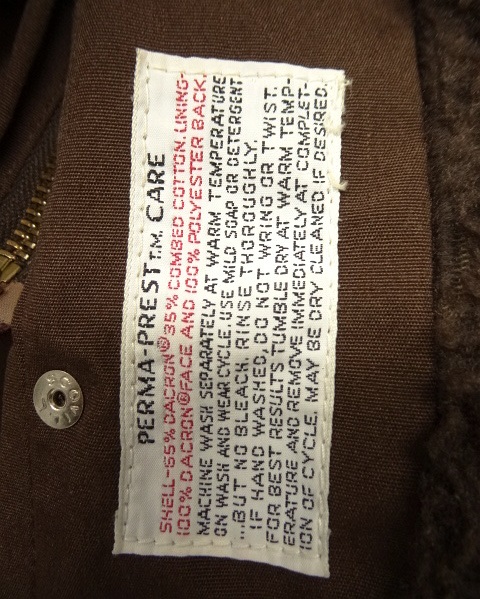 PERMA-PREST T.M. CARE
SHELL-65% DACRON® 35% COMBED COTTON. LINING-
100% DACRON® FACE AND 100% POLYESTER BACK.
MACHINE WASH SEPARATELY AT WARM TEMPERATURE
ON WASH AND WEAR CYCLE. USE MILD SOAP OR DETERGENT
...BUT NO BLEACH. RINSE THOROUGHLY.
IF HAND WASHED, DO NOT WRING OR TWIST.
FOR BEST RESULTS TUMBLE DRY AT WARM TEMP-
ERATURE AND REMOVE IMMEDIATELY AT COMPLET-
ION OF CYCLE. MAY BE DRY CLEANED IF DESIRED.